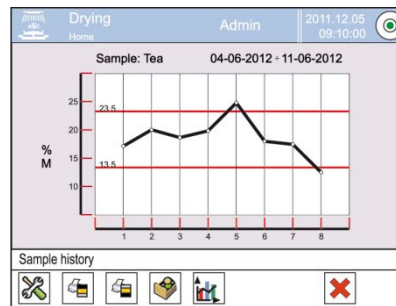 Drying
Home
Admin
2011.12.05
09:10:00
Sample: Tea 04-06-2012 ÷ 11-06-2012
25
23.5
20
% M
15
13.5
10
1 2 3 4 5 6 7 8
Sample history